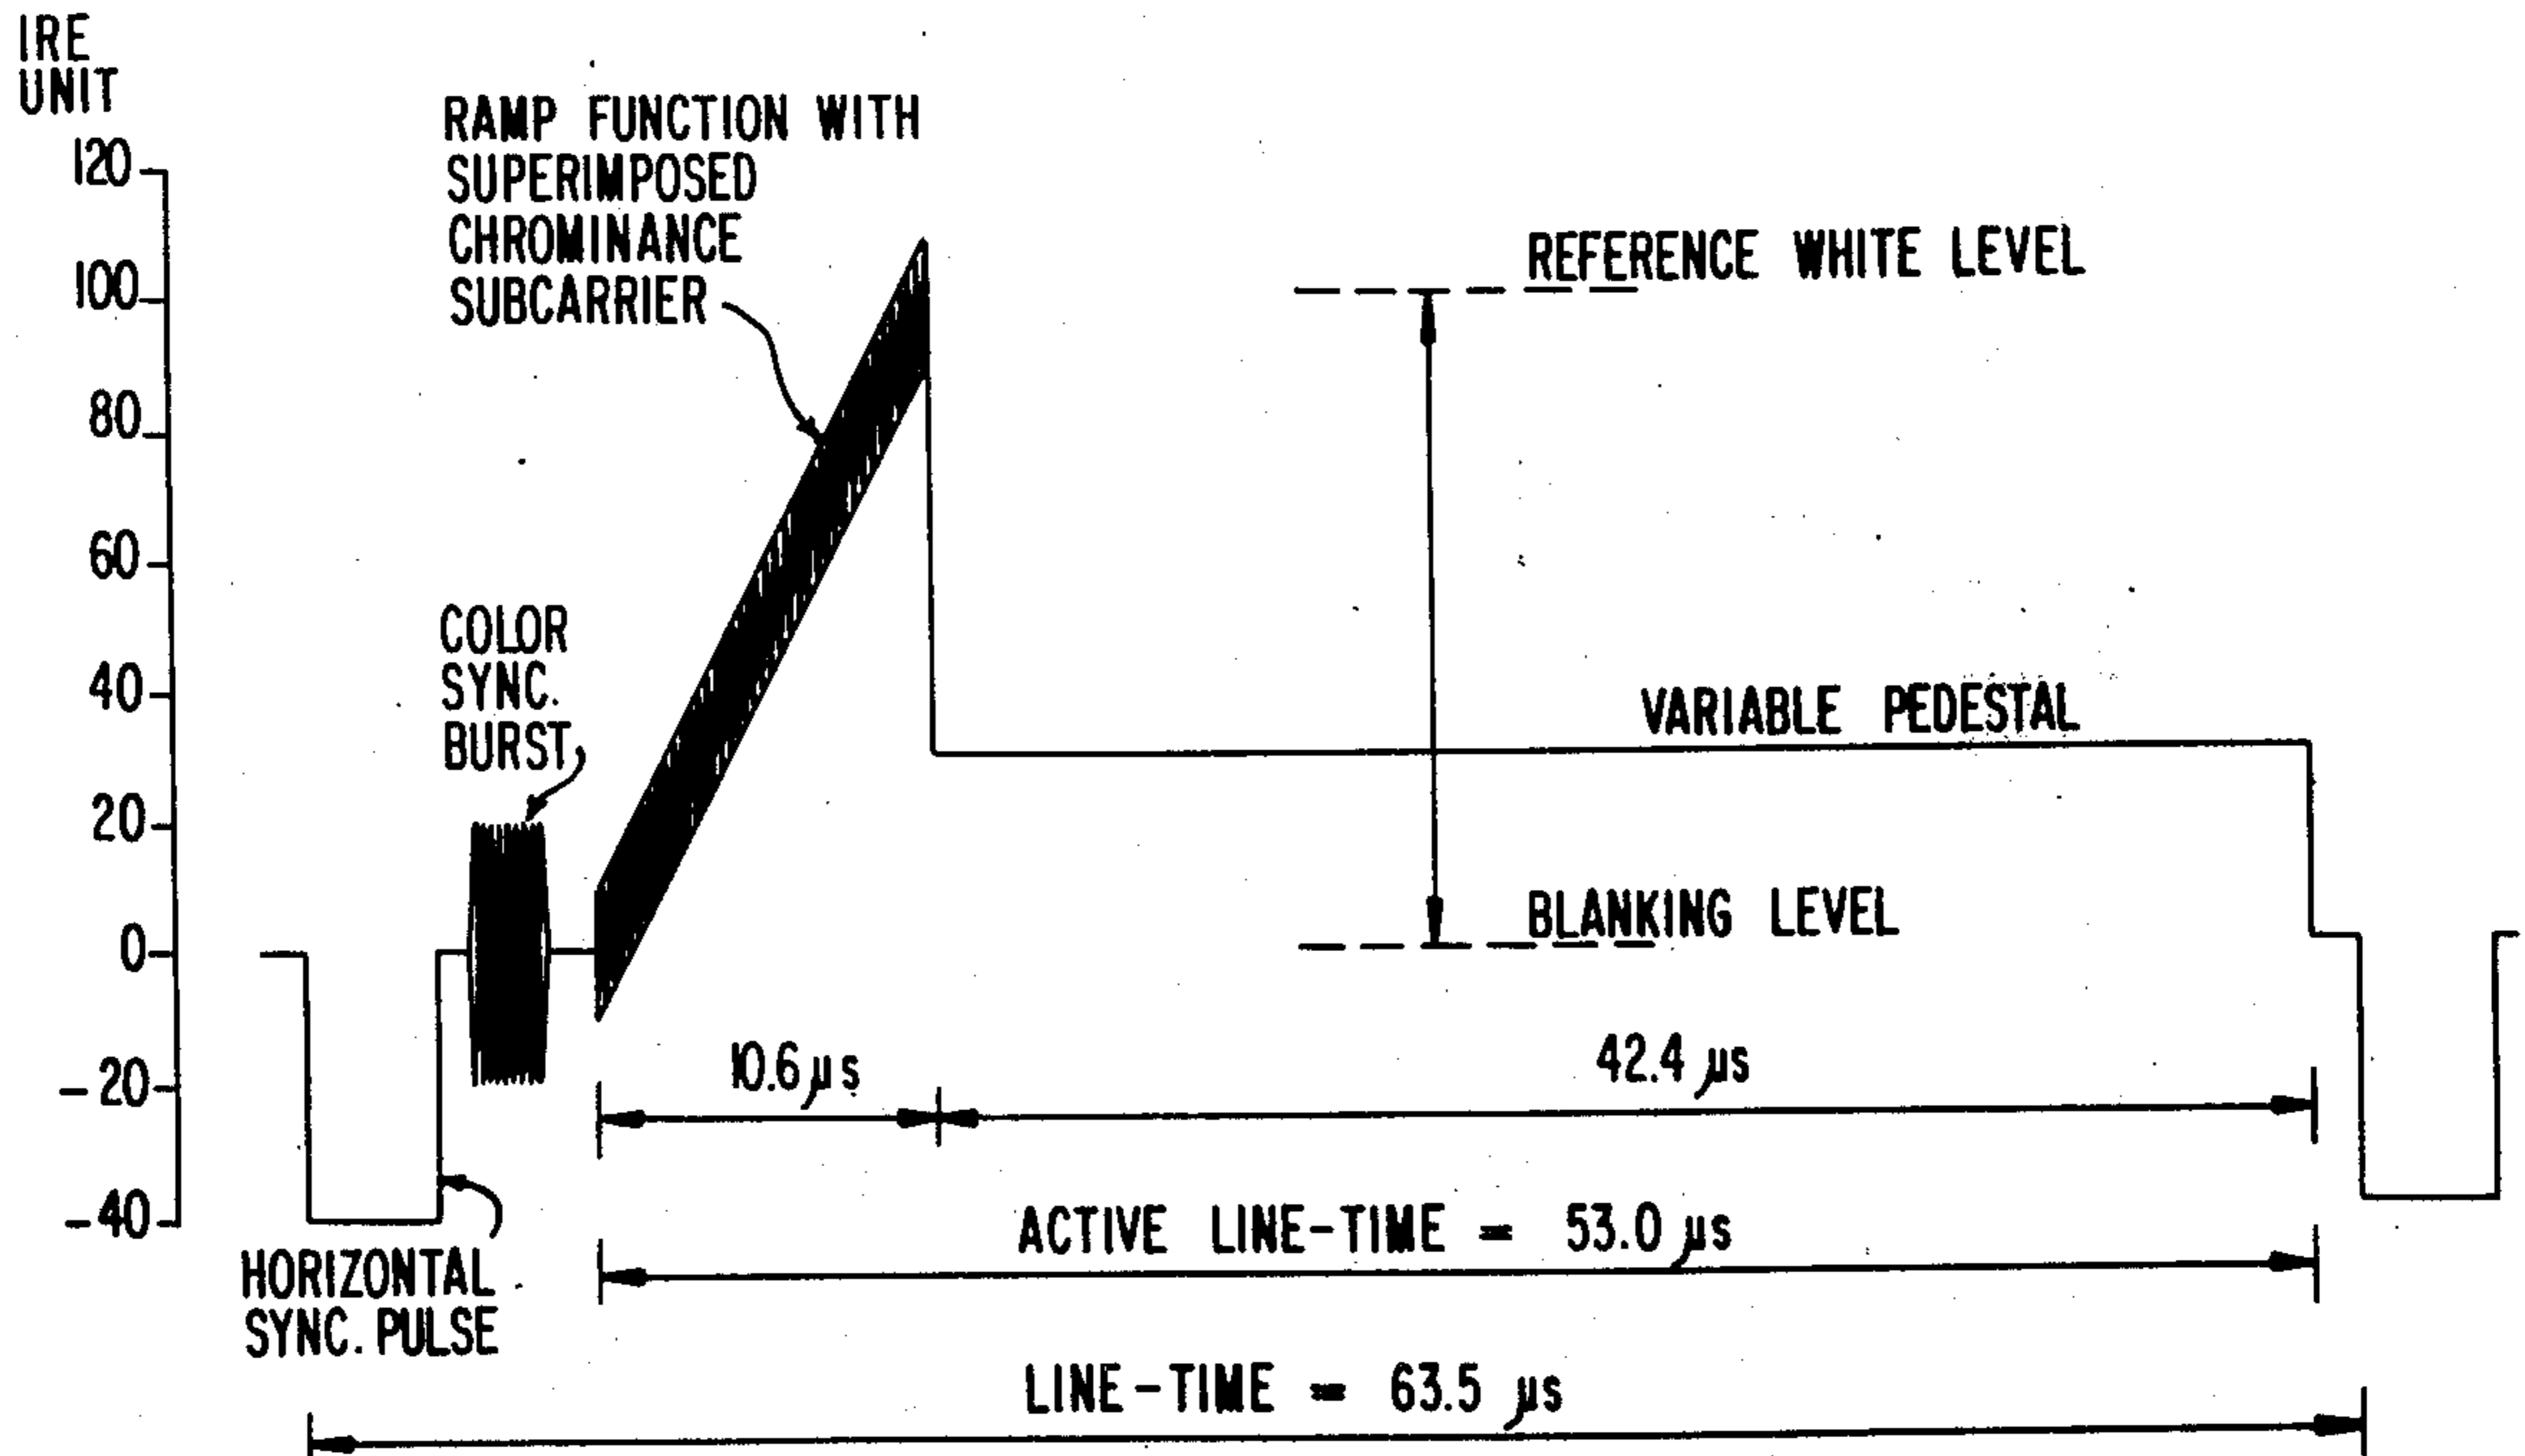 IRE
UNIT
120
100
80
60
40
20
0
-20
-40
RAMP FUNCTION WITH
SUPERIMPOSED
CHROMINANCE
SUBCARRIER
REFERENCE WHITE LEVEL
COLOR
SYNC.
BURST
VARIABLE PEDESTAL
BLANKING LEVEL
10.6 µs
42.4 µs
ACTIVE LINE-TIME = 53.0 µs
HORIZONTAL
SYNC. PULSE
LINE-TIME = 63.5 µs